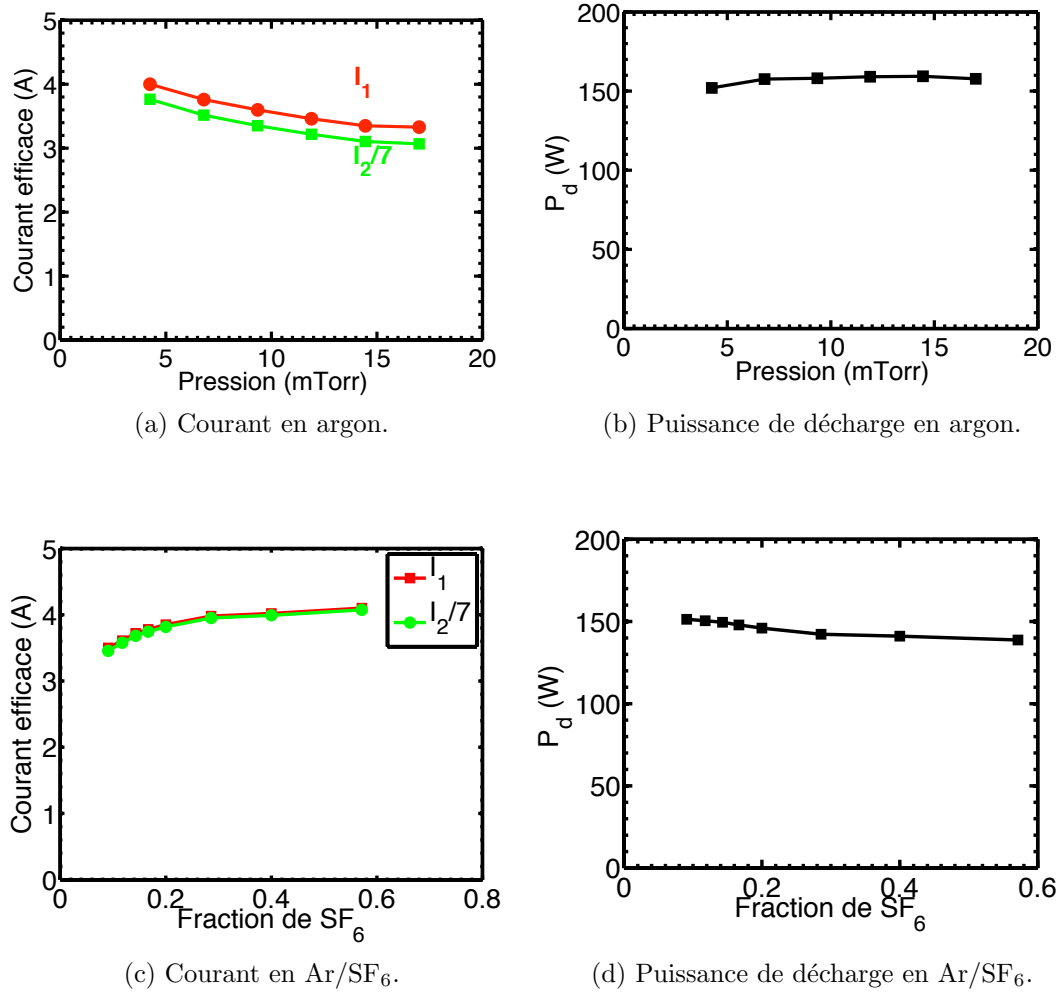 5
4
3
2
1
0
Courant efficace (A)
I1
I2/7
0 5 10 15 20
Pression (mTorr)
(a) Courant en argon.
200
150
100
50
0
P_d (W)
0 5 10 15 20
Pression (mTorr)
(b) Puissance de décharge en argon.
5
4
3
2
1
0
Courant efficace (A)
I1
I2/7
0 0.2 0.4 0.6 0.8
Fraction de SF6
(c) Courant en Ar/SF6.
200
150
100
50
0
P_d (W)
0 0.2 0.4 0.6
Fraction de SF6
(d) Puissance de décharge en Ar/SF6.